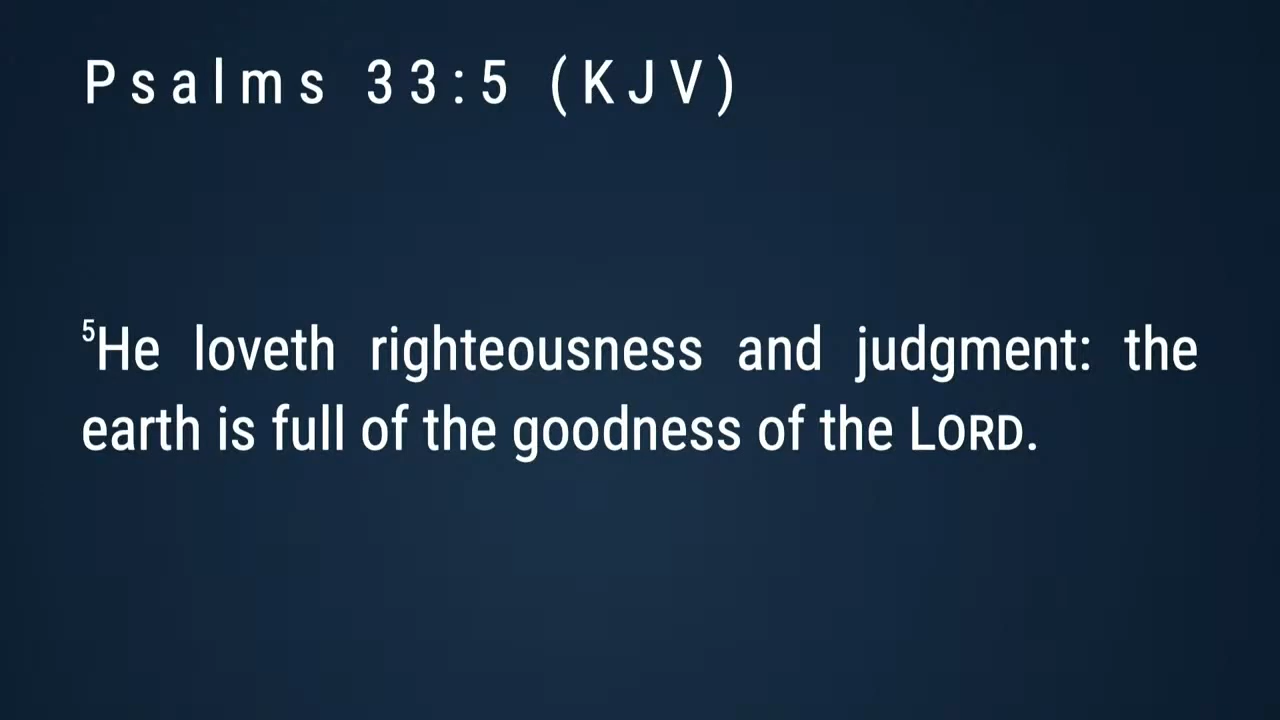 Psalms 33:5 (KJV)
⁵He loveth righteousness and judgment: the
earth is full of the goodness of the LORD.